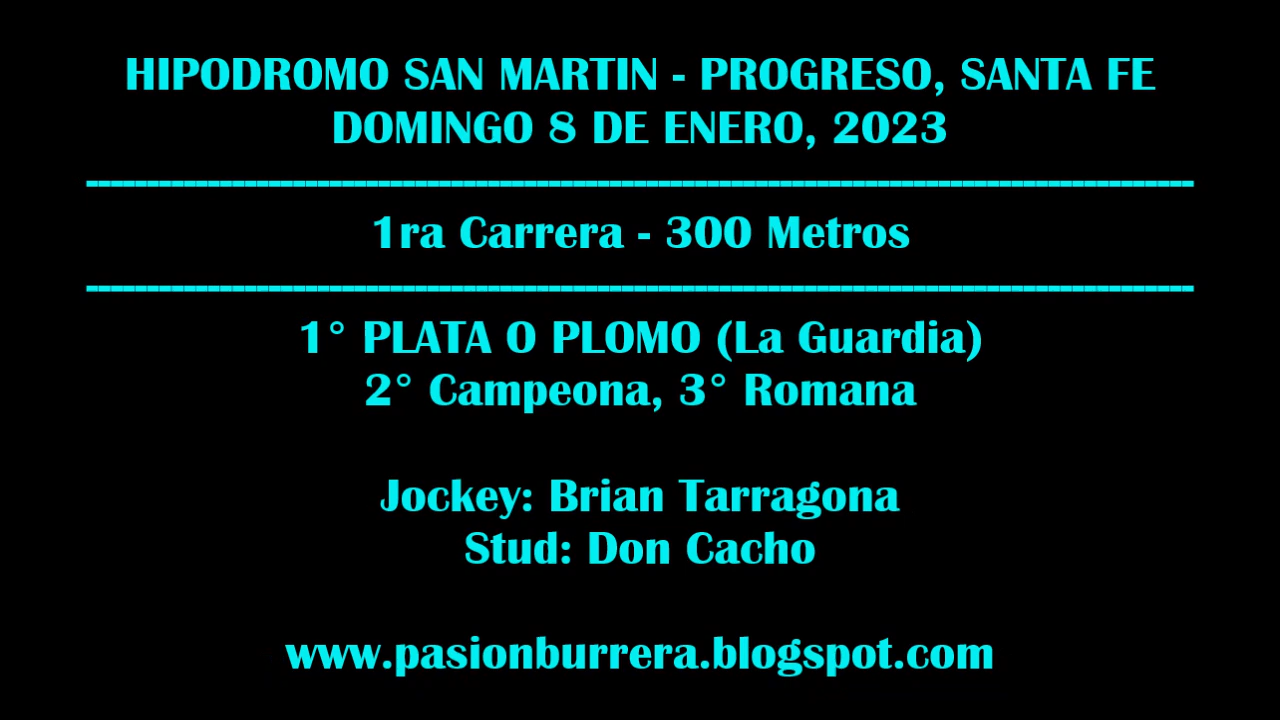 HIPODROMO SAN MARTIN - PROGRESO, SANTA FE
DOMINGO 8 DE ENERO, 2023
1ra Carrera - 300 Metros
1° PLATA O PLOMO (La Guardia)
2° Campeona, 3° Romana
Jockey: Brian Tarragona
Stud: Don Cacho
www.pasionburrera.blogspot.com